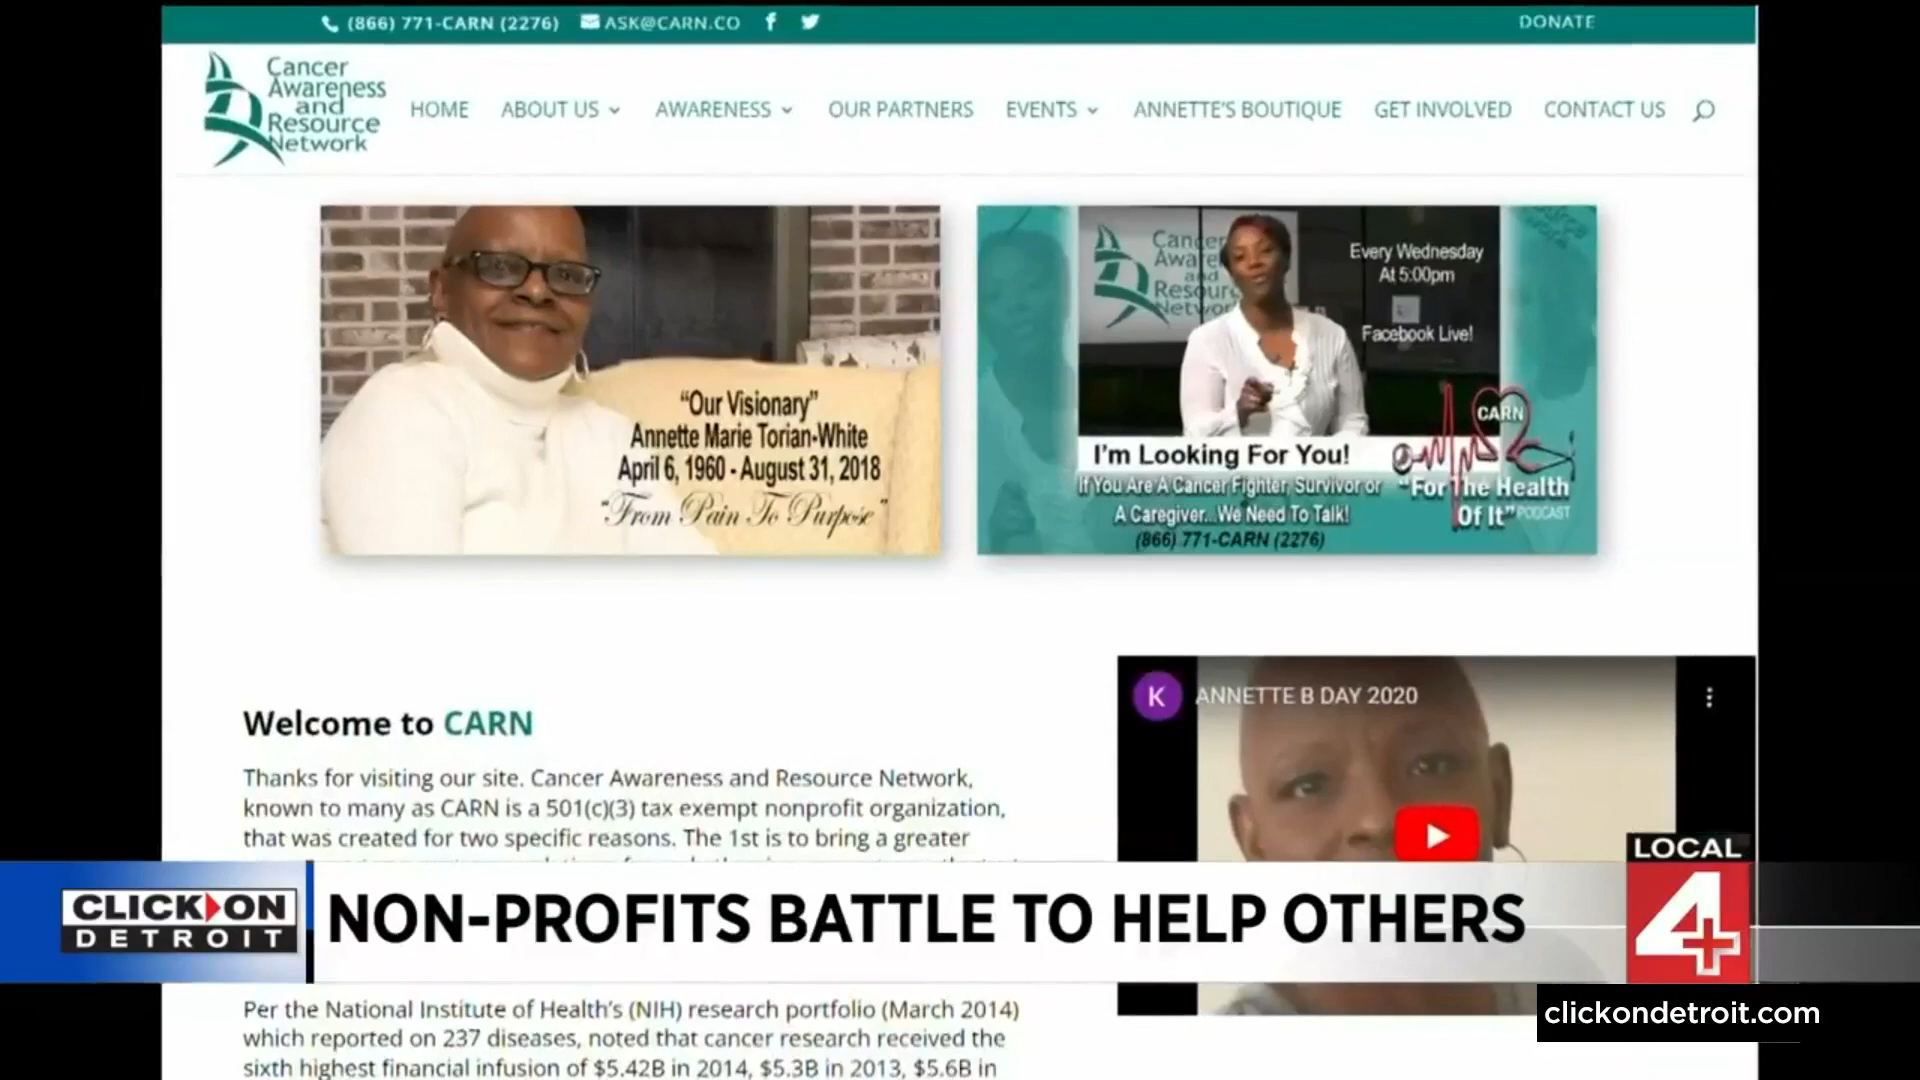 (866) 771-CARN (2276) ASK@CARN.CO
DONATE
Cancer
Awareness
and
Resource
Network
HOME ABOUT US AWARENESS OUR PARTNERS EVENTS ANNETTE'S BOUTIQUE GET INVOLVED CONTACT US
"Our Visionary"
Annette Marie Torian-White
April 6, 1960 - August 31, 2018
"From Pain To Purpose"
Cancer
Aware
and
Resour
Networ
Every Wednesday
At 5:00pm
Facebook Live!
CARN
I'm Looking For You!
If You Are A Cancer Fighter, Survivor or
A Caregiver...We Need To Talk!
(866) 771-CARN (2276)
"For The Health
Of It" PODCAST
K ANNETTE B DAY 2020
Welcome to CARN
Thanks for visiting our site. Cancer Awareness and Resource Network,
known to many as CARN is a 501(c)(3) tax exempt nonprofit organization,
that was created for two specific reasons. The 1st is to bring a greater
LOCAL
4
CLICK ON
DETROIT
NON-PROFITS BATTLE TO HELP OTHERS
Per the National Institute of Health's (NIH) research portfolio (March 2014)
which reported on 237 diseases, noted that cancer research received the
sixth highest financial infusion of $5.42B in 2014, $5.3B in 2013, $5.6B in
clickondetroit.com